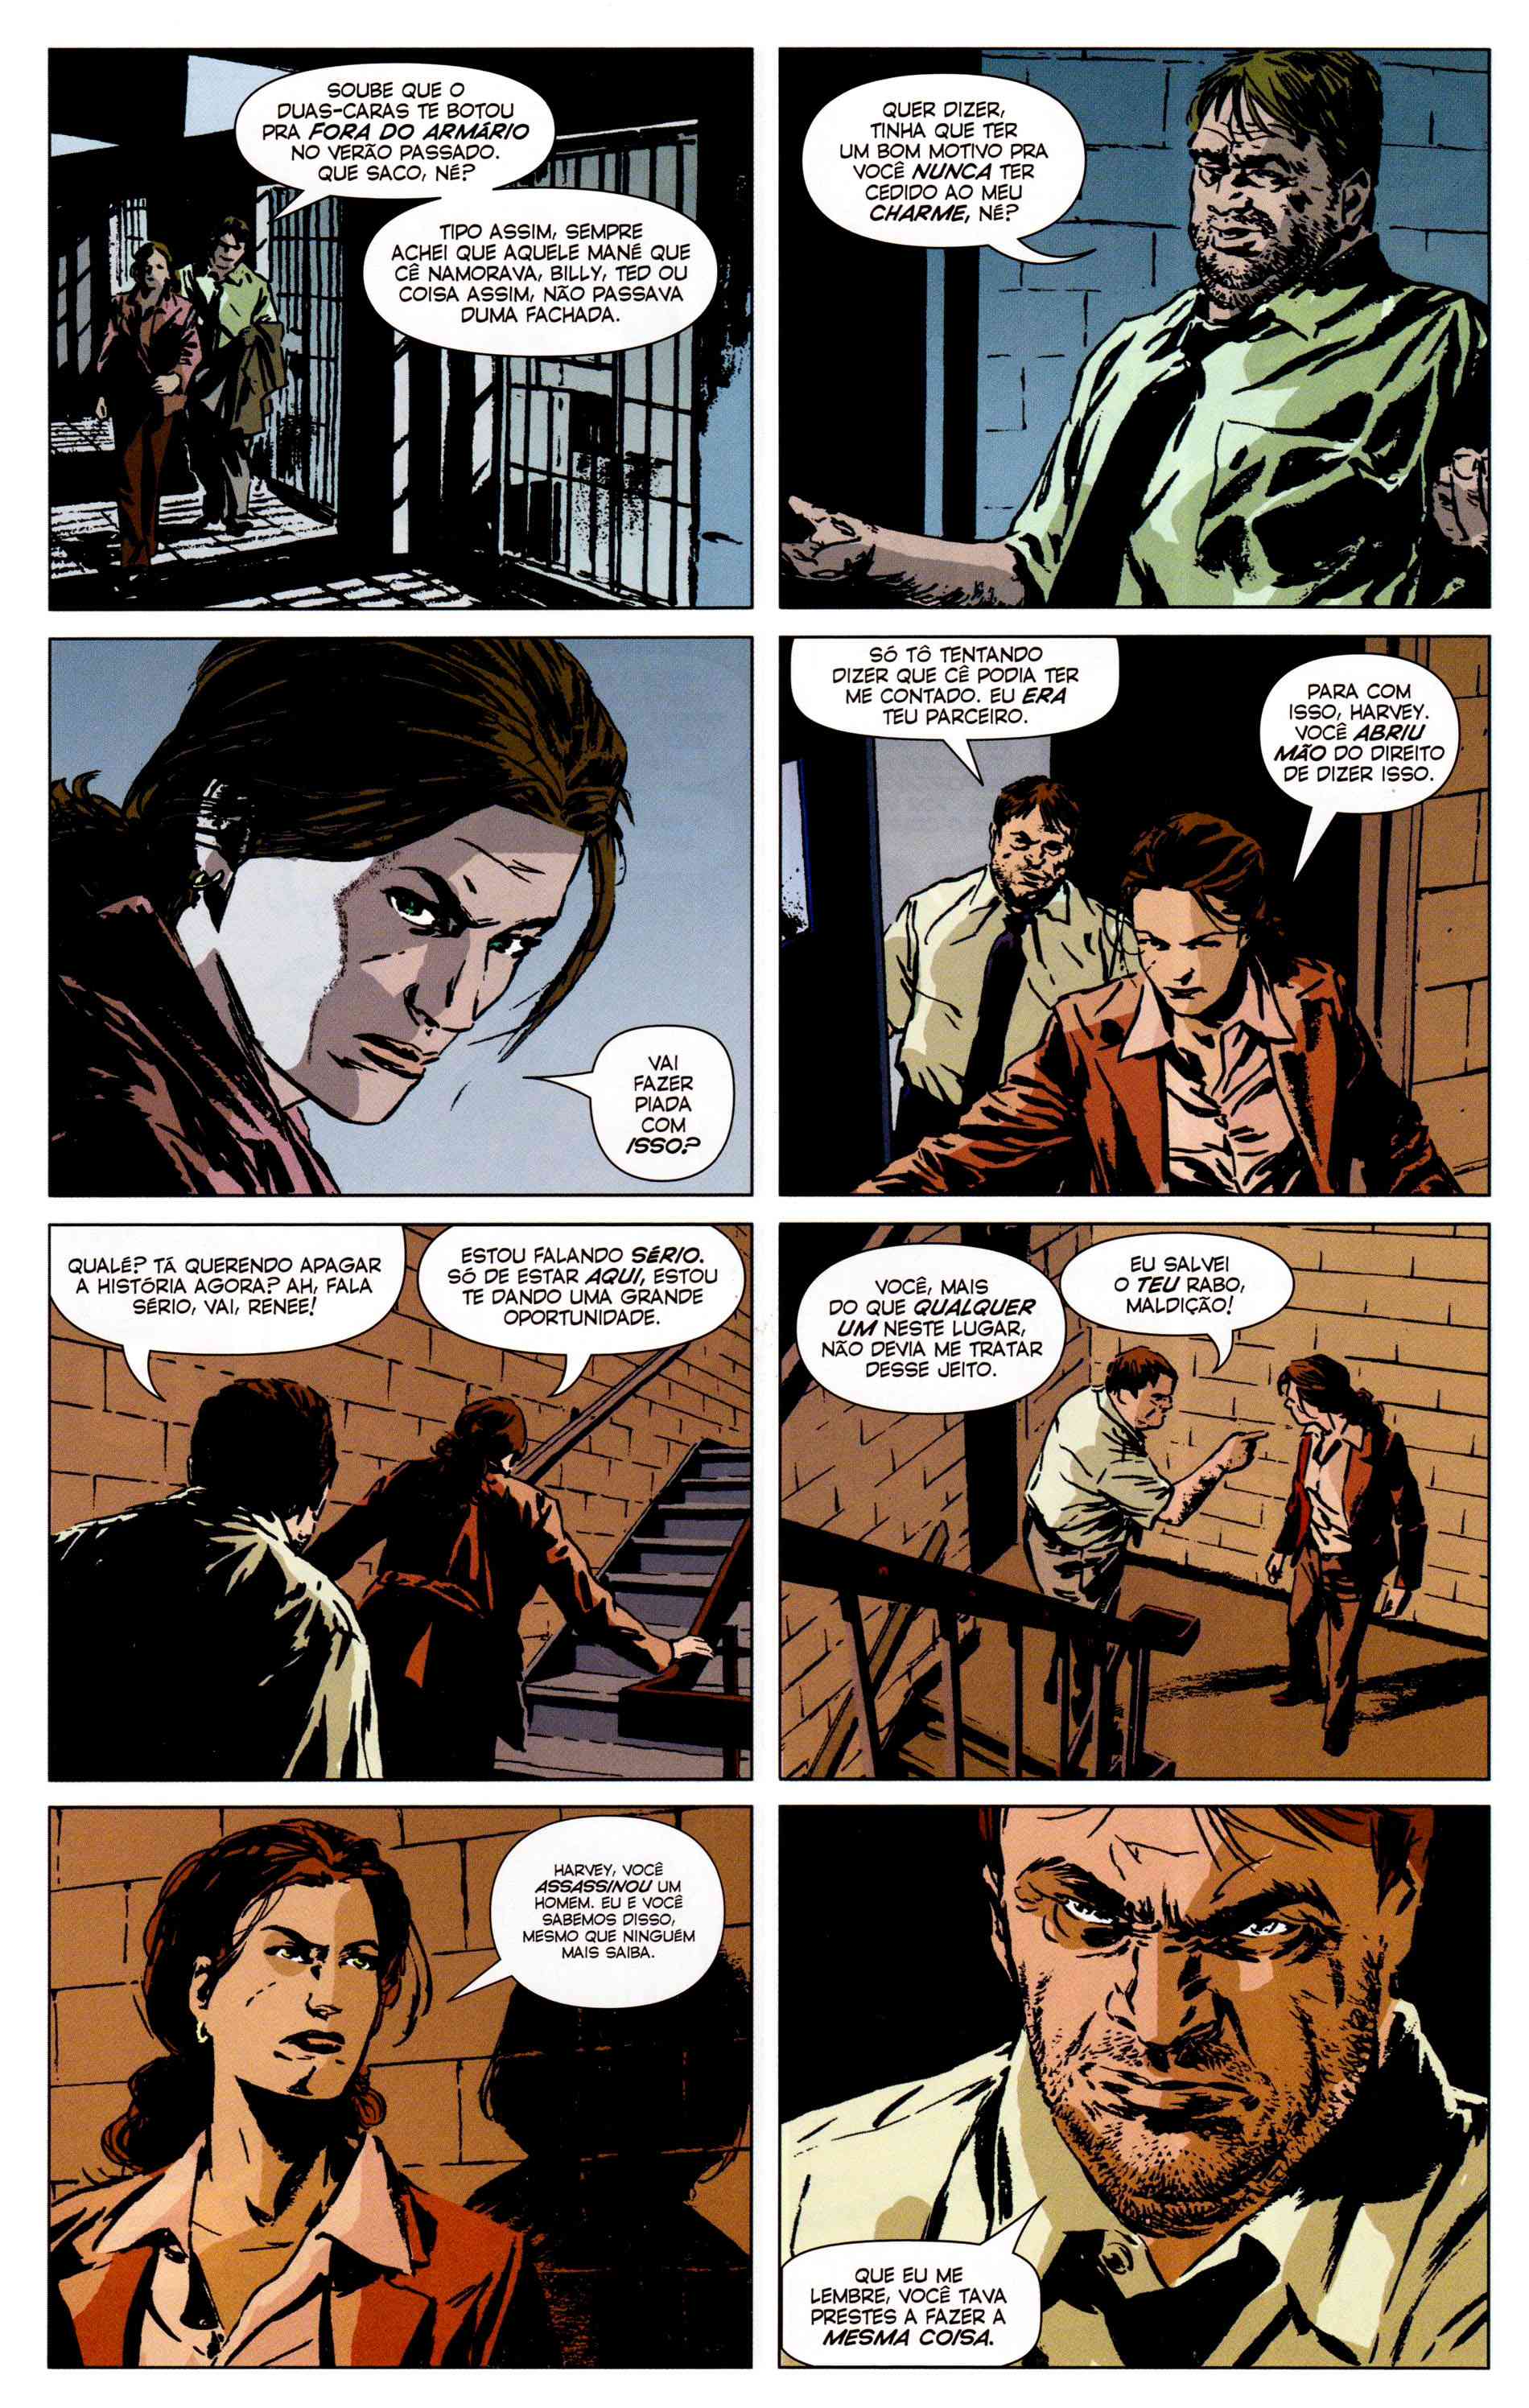 SOUBE QUE O
DUAS-CARAS TE BOTOU
PRA FORA DO ARMÁRIO
NO VERÃO PASSADO.
QUE SACO, NÉ?
TIPO ASSIM, SEMPRE
ACHEI QUE AQUELE MANÉ QUE
CÊ NAMORAVA, BILLY, TED OU
COISA ASSIM, NÃO PASSAVA
DUMA FACHADA.
QUER DIZER,
TINHA QUE TER
UM BOM MOTIVO PRA
VOCÊ NUNCA TER
CEDIDO AO MEU
CHARME, NÉ?
VAI
FAZER
PIADA
COM
ISSO?
SÓ TÔ TENTANDO
DIZER QUE CÊ PODIA TER
ME CONTADO. EU ERA
TEU PARCEIRO.
PARA COM
ISSO, HARVEY.
VOCÊ ABRIU
MÃO DO DIREITO
DE DIZER ISSO.
QUALÉ? TÁ QUERENDO APAGAR
A HISTÓRIA AGORA? AH, FALA
SÉRIO, VAI, RENEE!
ESTOU FALANDO SÉRIO.
SÓ DE ESTAR AQUI, ESTOU
TE DANDO UMA GRANDE
OPORTUNIDADE.
VOCÊ, MAIS
DO QUE QUALQUER
UM NESTE LUGAR,
NÃO DEVIA ME TRATAR
DESSE JEITO.
EU SALVEI
O TEU RABO,
MALDIÇÃO!
HARVEY, VOCÊ
ASSASSINOU UM
HOMEM. EU E VOCÊ
SABEMOS DISSO,
MESMO QUE NINGUÉM
MAIS SAIBA.
QUE EU ME
LEMBRE, VOCÊ TAVA
PRESTES A FAZER A
MESMA COISA.